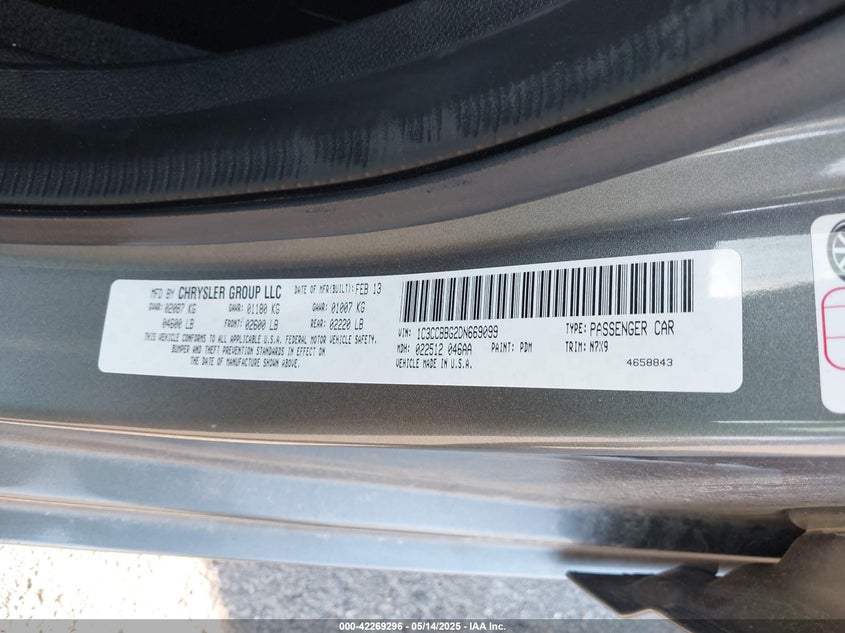 MFD BY CHRYSLER GROUP LLC DATE OF MFR(BUILT): FEB 13
GVWR: 02087 KG GAWR: 01180 KG GAWR: 01007 KG
04600 LB FRONT: 02600 LB REAR: 02220 LB
THIS VEHICLE CONFORMS TO ALL APPLICABLE U.S.A. FEDERAL MOTOR VEHICLE SAFETY,
BUMPER AND THEFT PREVENTION STANDARDS IN EFFECT ON
THE DATE OF MANUFACTURE SHOWN ABOVE.
VIN: 1C3CCBBG2DN669099 TYPE: PASSENGER CAR
MDH: 022512 046AA PAINT: PDM TRIM: N7X9
VEHICLE MADE IN U.S.A. 4658843
000-42269296 - 05/14/2025 - IAA Inc.